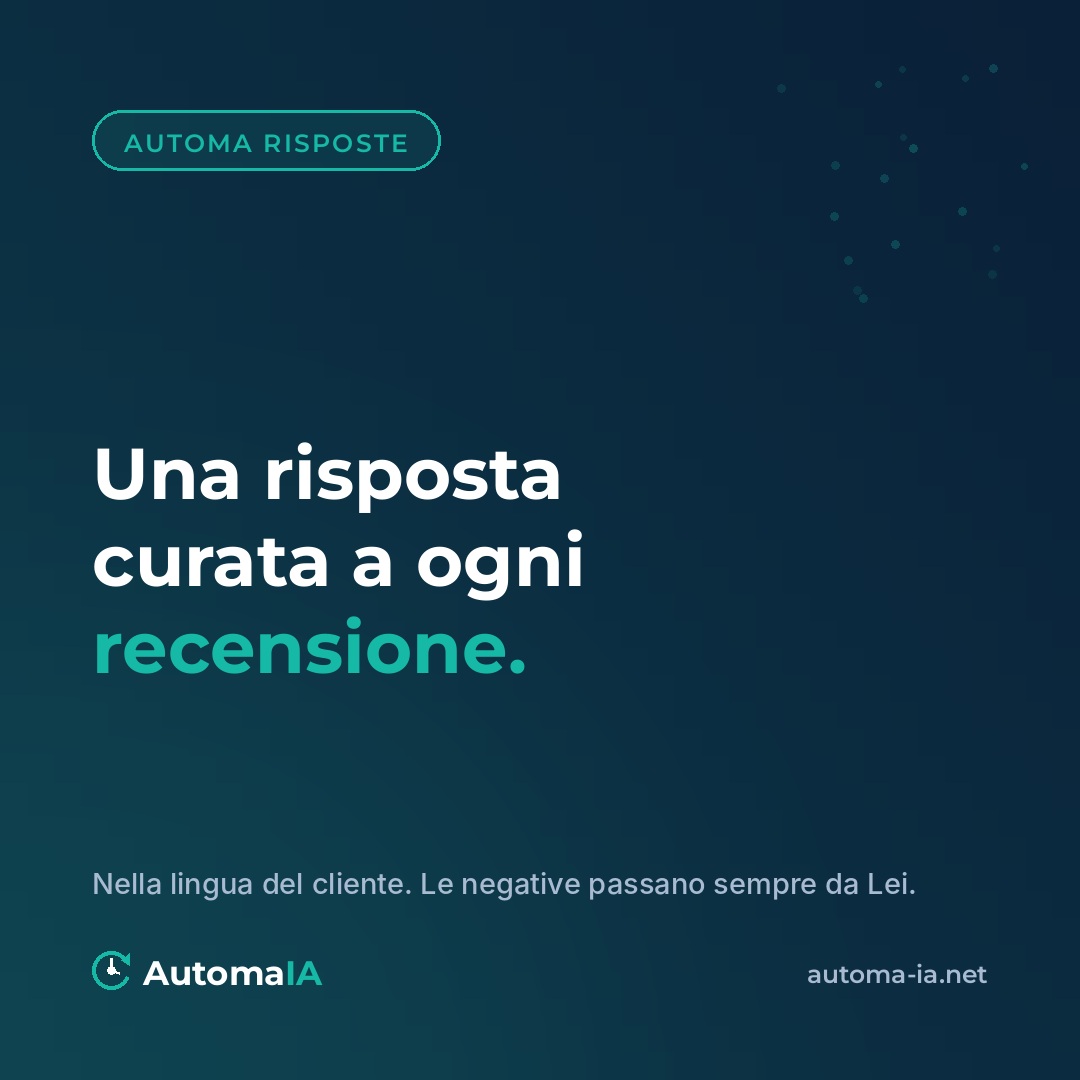 AUTOMA RISPOSTE
Una risposta
curata a ogni
recensione.
Nella lingua del cliente. Le negative passano sempre da Lei.
AutomaIA
automa-ia.net